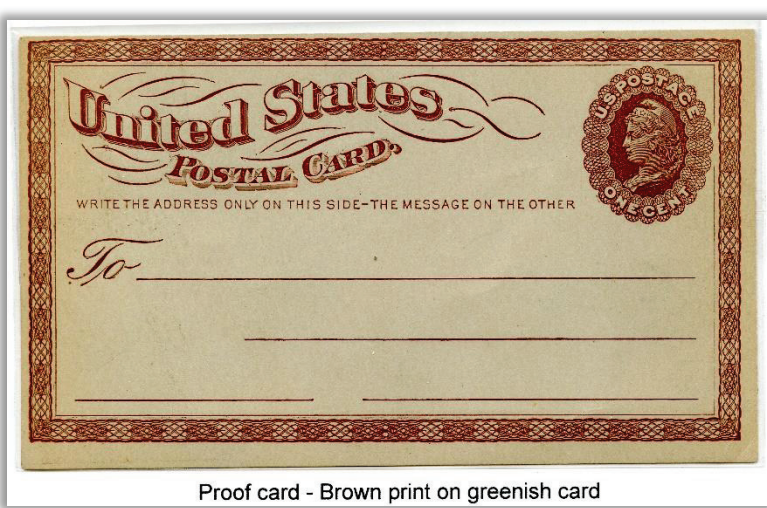 United States
POSTAL CARD.
U.S. POSTAGE
ONE CENT
WRITE THE ADDRESS ONLY ON THIS SIDE-THE MESSAGE ON THE OTHER
To
Proof card - Brown print on greenish card